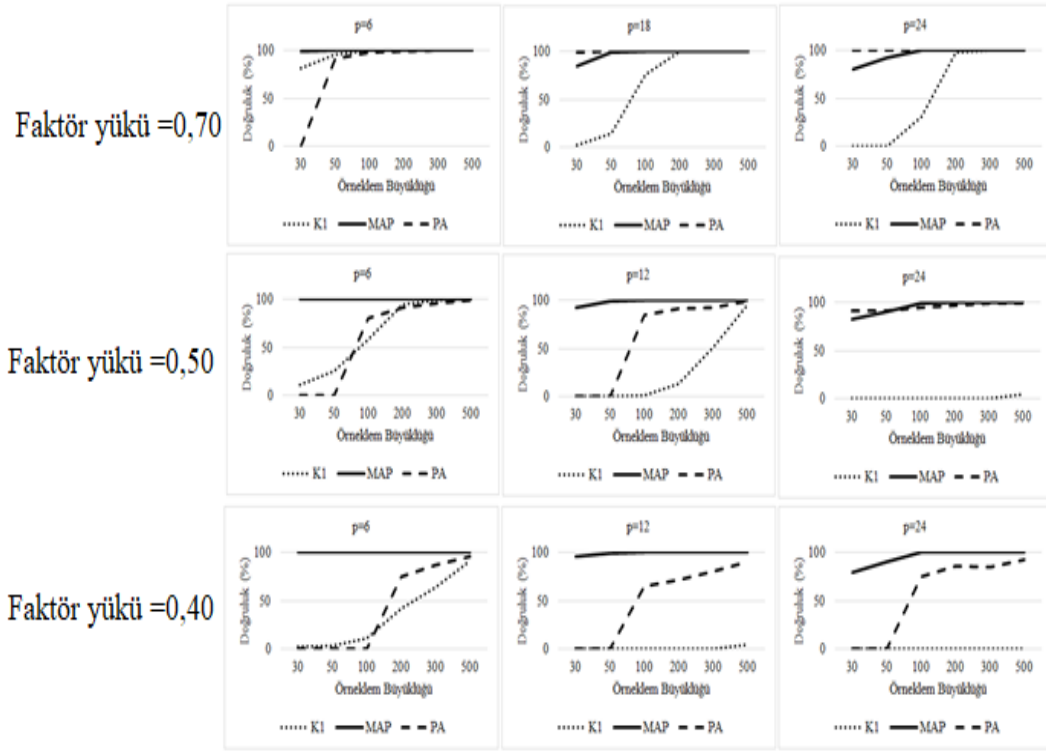 Faktör yükü =0,70
p=6
Doğruluk (%)
100
50
0
30 50 100 200 300 500
Örneklem Büyüklüğü
K1 MAP PA
p=18
Doğruluk (%)
100
50
0
30 50 100 200 300 500
Örneklem Büyüklüğü
K1 MAP PA
p=24
Doğruluk (%)
100
50
0
30 50 100 200 300 500
Örneklem Büyüklüğü
K1 MAP PA
Faktör yükü =0,50
p=6
Doğruluk (%)
100
50
0
30 50 100 200 300 500
Örneklem Büyüklüğü
K1 MAP PA
p=12
Doğruluk (%)
100
50
0
30 50 100 200 300 500
Örneklem Büyüklüğü
K1 MAP PA
p=24
Doğruluk (%)
100
50
0
30 50 100 200 300 500
Örneklem Büyüklüğü
K1 MAP PA
Faktör yükü =0,40
p=6
Doğruluk (%)
100
50
0
30 50 100 200 300 500
Örneklem Büyüklüğü
K1 MAP PA
p=12
Doğruluk (%)
100
50
0
30 50 100 200 300 500
Örneklem Büyüklüğü
K1 MAP PA
p=24
Doğruluk (%)
100
50
0
30 50 100 200 300 500
Örneklem Büyüklüğü
K1 MAP PA